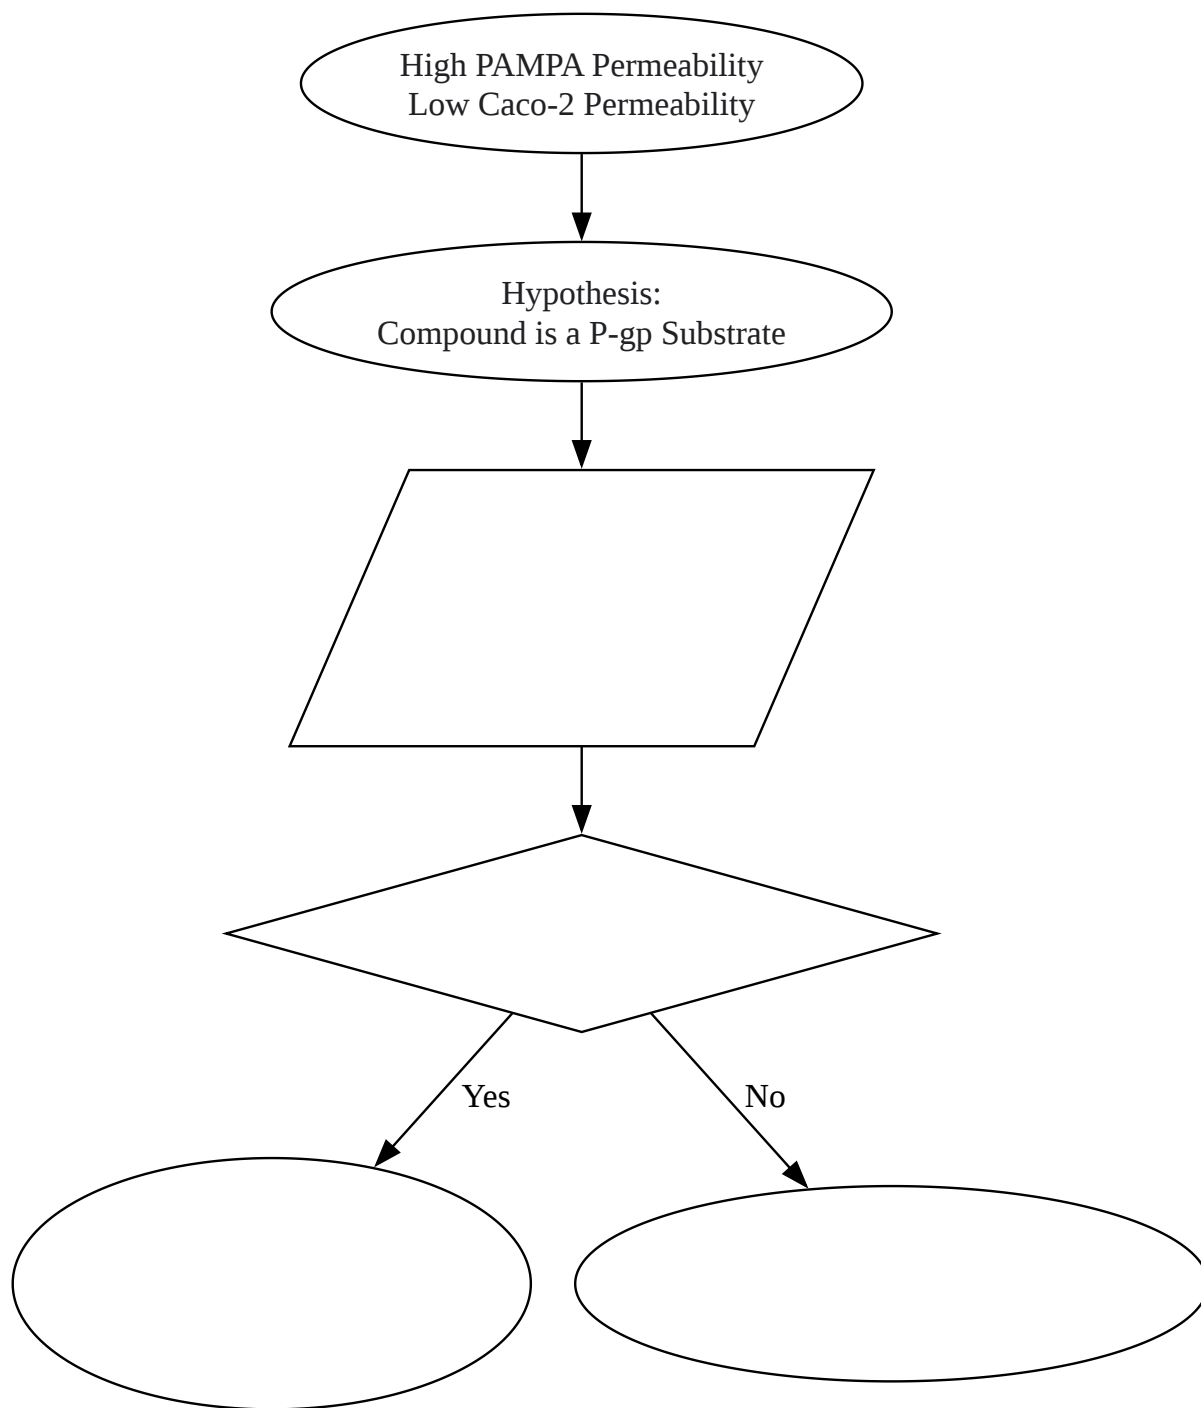 High PAMPA Permeability
Low Caco-2 Permeability
Hypothesis:
Compound is a P-gp Substrate
Yes
No